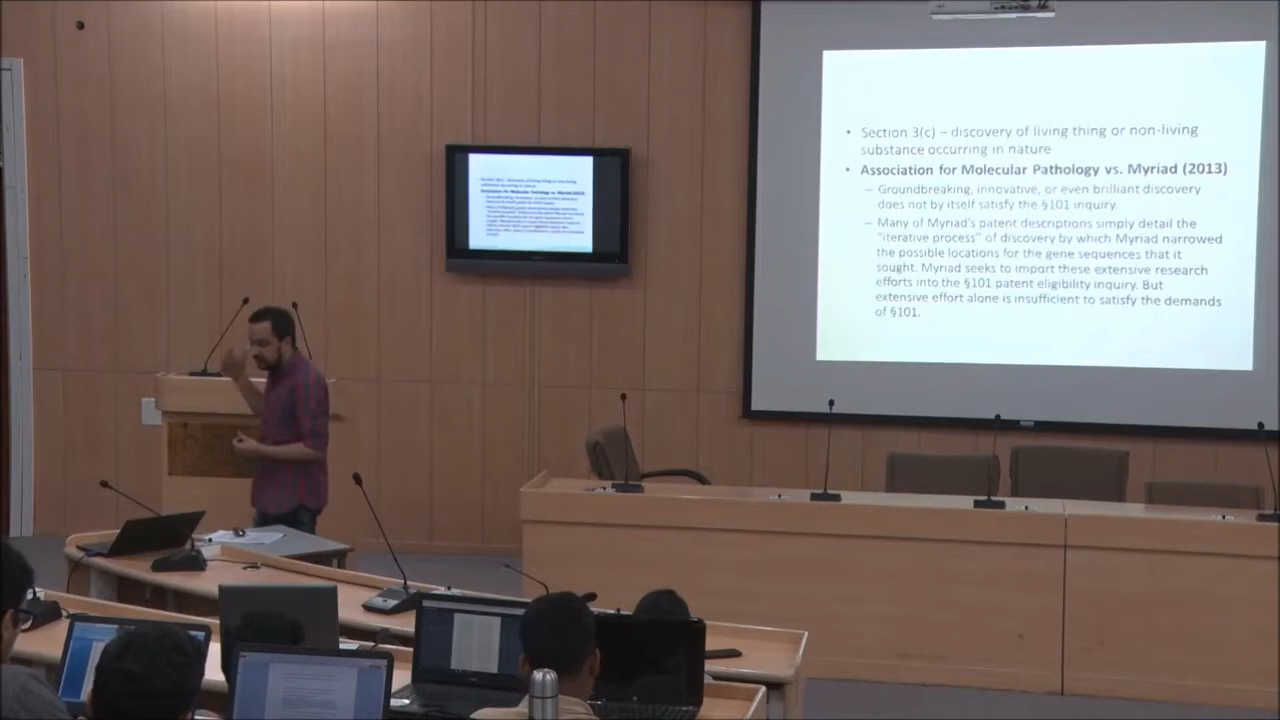 • Section 3(c) – discovery of living thing or non-living
substance occurring in nature
• Association for Molecular Pathology vs. Myriad (2013)
– Groundbreaking, innovative, or even brilliant discovery
does not by itself satisfy the §101 inquiry.
– Many of Myriad's patent descriptions simply detail the
"iterative process" of discovery by which Myriad narrowed
the possible locations for the gene sequences that it
sought. Myriad seeks to import these extensive research
efforts into the §101 patent eligibility inquiry. But
extensive effort alone is insufficient to satisfy the demands
of §101.